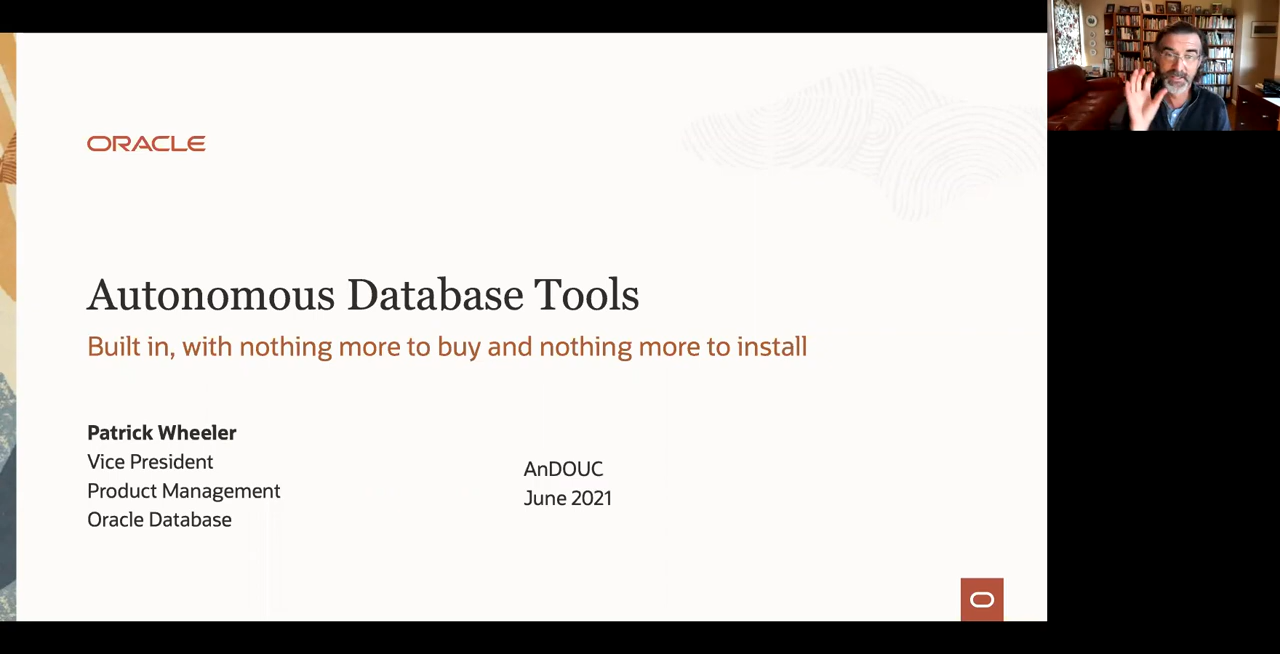 ORACLE
Autonomous Database Tools
Built in, with nothing more to buy and nothing more to install
Patrick Wheeler
Vice President
Product Management
Oracle Database
AnDOUC
June 2021